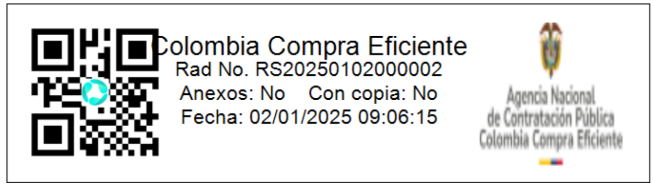 Colombia Compra Eficiente
Rad No. RS20250102000002
Anexos: No Con copia: No
Fecha: 02/01/2025 09:06:15
Agencia Nacional
de Contratación Pública
Colombia Compra Eficiente